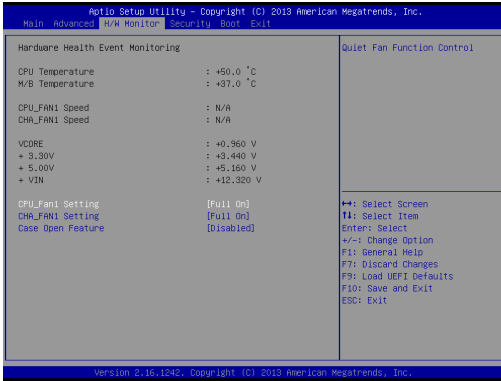 Aptio Setup Utility – Copyright (C) 2013 American Megatrends, Inc.
Main Advanced H/W Monitor Security Boot Exit
Hardware Health Event Monitoring
CPU Temperature : +50.0 °C
M/B Temperature : +37.0 °C
CPU_FAN1 Speed : N/A
CHA_FAN1 Speed : N/A
VCORE : +0.960 V
+ 3.30V : +3.440 V
+ 5.00V : +5.160 V
+ VIN : +12.320 V
CPU_Fan1 Setting [Full On]
CHA_FAN1 Setting [Full On]
Case Open Feature [Disabled]
Quiet Fan Function Control
↔: Select Screen
↑↓: Select Item
Enter: Select
+/-: Change Option
F1: General Help
F7: Discard Changes
F9: Load UEFI Defaults
F10: Save and Exit
ESC: Exit
Version 2.16.1242. Copyright (C) 2013 American Megatrends, Inc.